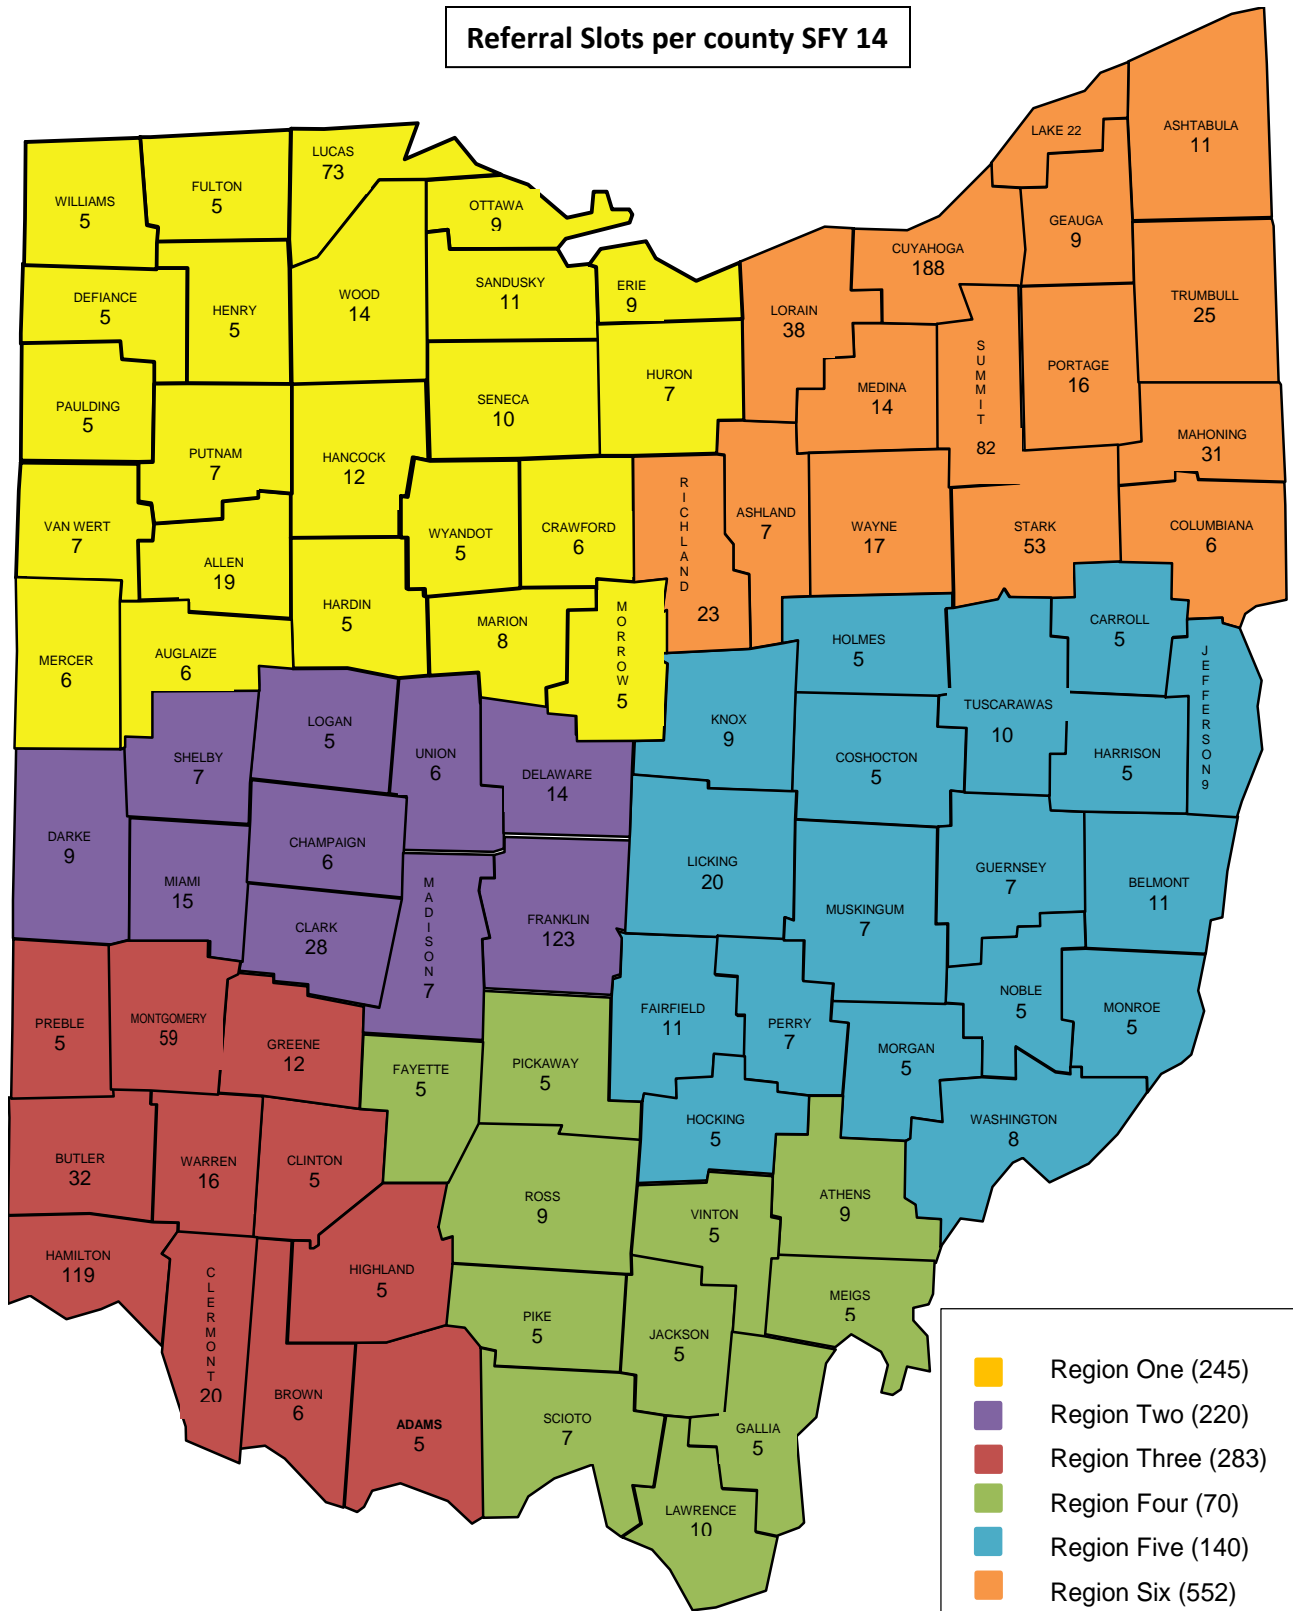 Referral Slots per county SFY 14
LAKE 22
ASHTABULA
11
LUCAS
73
FULTON
5
WILLIAMS
5
OTTAWA
9
GEAUGA
9
CUYAHOGA
188
SANDUSKY
11
ERIE
9
WOOD
14
DEFIANCE
5
HENRY
5
LORAIN
38
TRUMBULL
25
SUMMIT
82
PORTAGE
16
MEDINA
14
HURON
7
SENECA
10
PAULDING
5
MAHONING
31
PUTNAM
7
HANCOCK
12
RICHLAND
23
ASHLAND
7
WAYNE
17
STARK
53
COLUMBIANA
6
VAN WERT
7
ALLEN
19
WYANDOT
5
CRAWFORD
6
HARDIN
5
MARION
8
MORROW
5
HOLMES
5
CARROLL
5
JEFFERSON
9
MERCER
6
AUGLAIZE
6
LOGAN
5
KNOX
9
TUSCARAWAS
10
SHELBY
7
UNION
6
DELAWARE
14
COSHOCTON
5
HARRISON
5
DARKE
9
CHAMPAIGN
6
LICKING
20
GUERNSEY
7
BELMONT
11
MIAMI
15
MADISON
7
CLARK
28
FRANKLIN
123
MUSKINGUM
7
NOBLE
5
MONROE
5
PREBLE
5
MONTGOMERY
59
GREENE
12
FAIRFIELD
11
PERRY
7
MORGAN
5
FAYETTE
5
PICKAWAY
5
HOCKING
5
WASHINGTON
8
BUTLER
32
WARREN
16
CLINTON
5
ROSS
9
VINTON
5
ATHENS
9
HAMILTON
119
CLERMONT
20
HIGHLAND
5
PIKE
5
JACKSON
5
MEIGS
5
BROWN
6
ADAMS
5
SCIOTO
7
GALLIA
5
LAWRENCE
10
Region One (245)
Region Two (220)
Region Three (283)
Region Four (70)
Region Five (140)
Region Six (552)